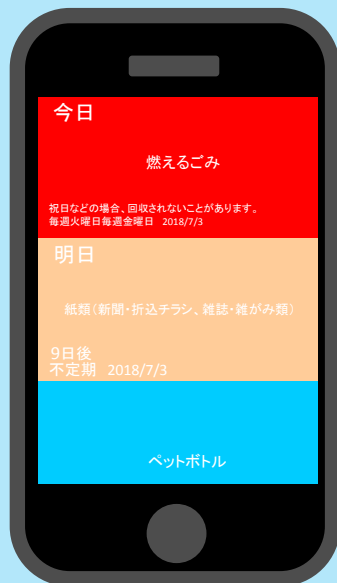 今日
燃えるごみ
祝日などの場合、回収されないことがあります。
毎週火曜日毎週金曜日 2018/7/3
明日
紙類(新聞・折込チラシ、雑誌・雑がみ類)
9日後
不定期 2018/7/3
ペットボトル